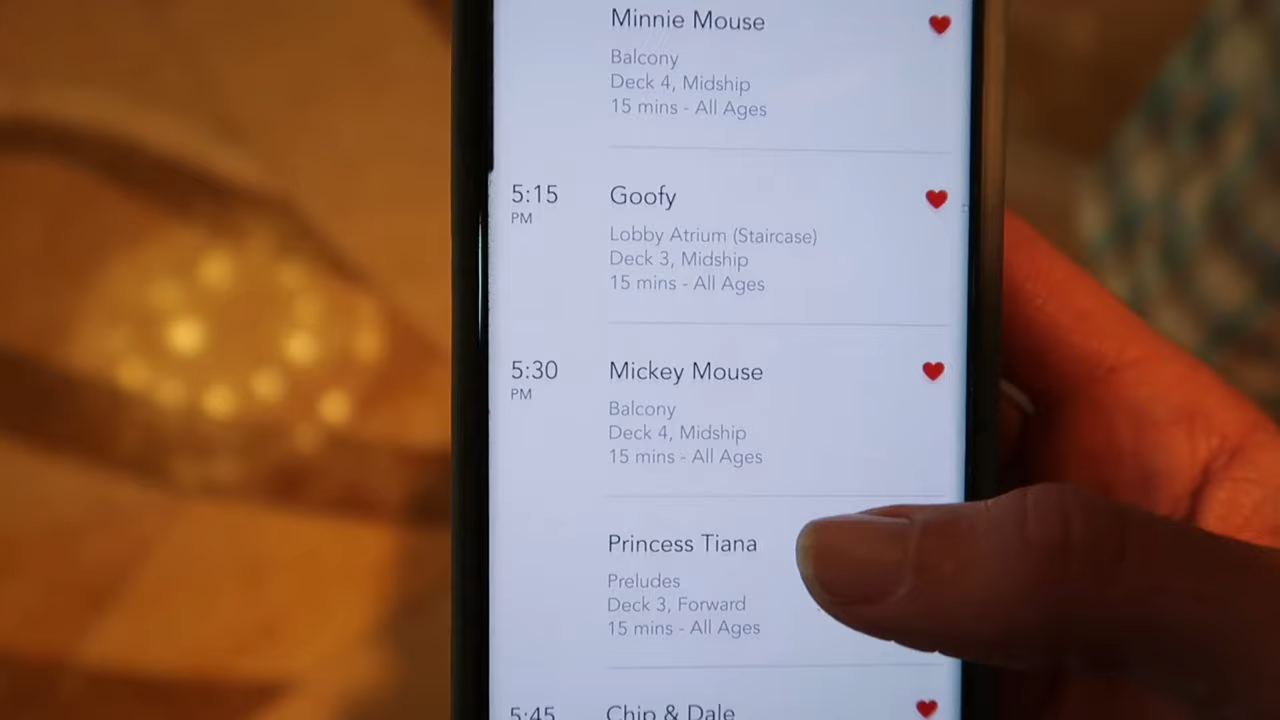 Minnie Mouse
Balcony
Deck 4, Midship
15 mins - All Ages
5:15
PM
Goofy
Lobby Atrium (Staircase)
Deck 3, Midship
15 mins - All Ages
5:30
PM
Mickey Mouse
Balcony
Deck 4, Midship
15 mins - All Ages
Princess Tiana
Preludes
Deck 3, Forward
15 mins - All Ages
5:45
Chip & Dale